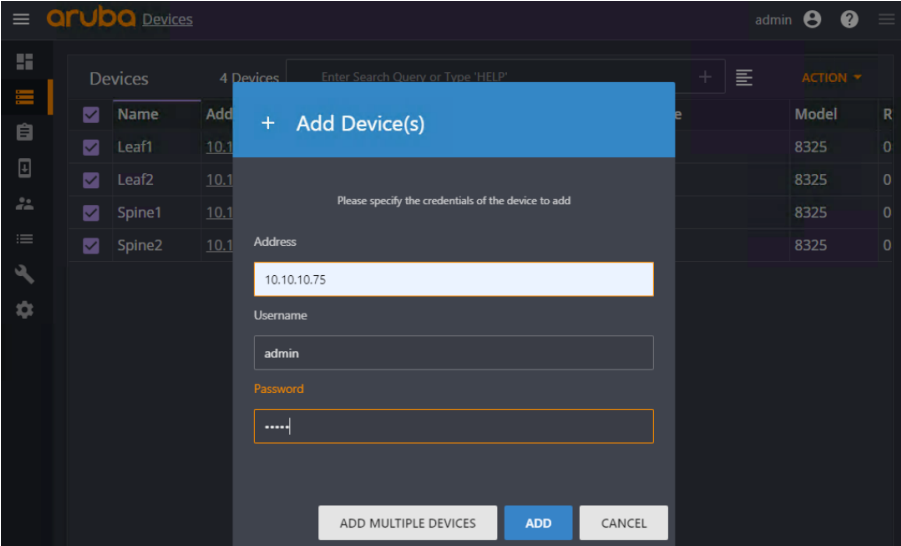 aruba Devices admin
Devices 4 Devices Enter Search Query or Type 'HELP' ACTION
Name Add Model R
Leaf1 10.1 8325 0
Leaf2 10.1 8325 0
Spine1 10.1 8325 0
Spine2 10.1 8325 0
+ Add Device(s)
Please specify the credentials of the device to add
Address
10.10.10.75
Username
admin
Password
•••••
ADD MULTIPLE DEVICES ADD CANCEL